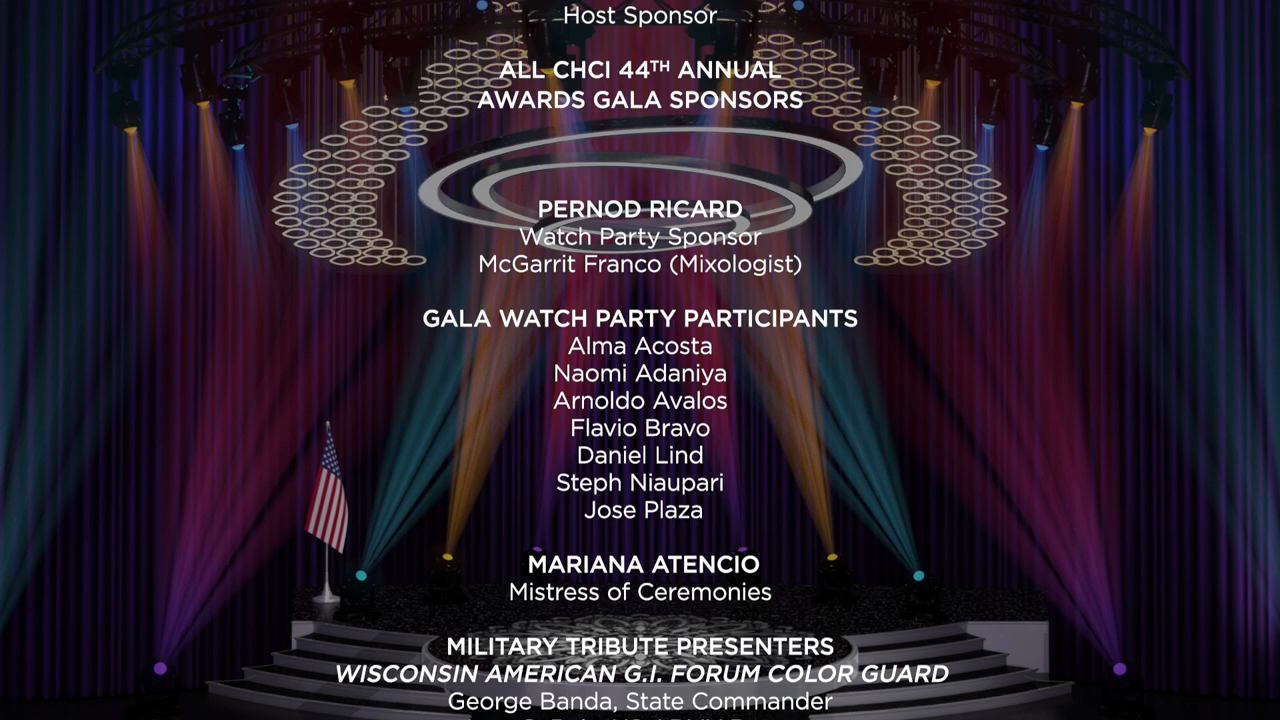 Host Sponsor
ALL CHCI 44TH ANNUAL
AWARDS GALA SPONSORS
PERNOD RICARD
Watch Party Sponsor
McGarrit Franco (Mixologist)
GALA WATCH PARTY PARTICIPANTS
Alma Acosta
Naomi Adaniya
Arnoldo Avalos
Flavio Bravo
Daniel Lind
Steph Niaupari
Jose Plaza
MARIANA ATENCIO
Mistress of Ceremonies
MILITARY TRIBUTE PRESENTERS
WISCONSIN AMERICAN G.I. FORUM COLOR GUARD
George Banda, State Commander